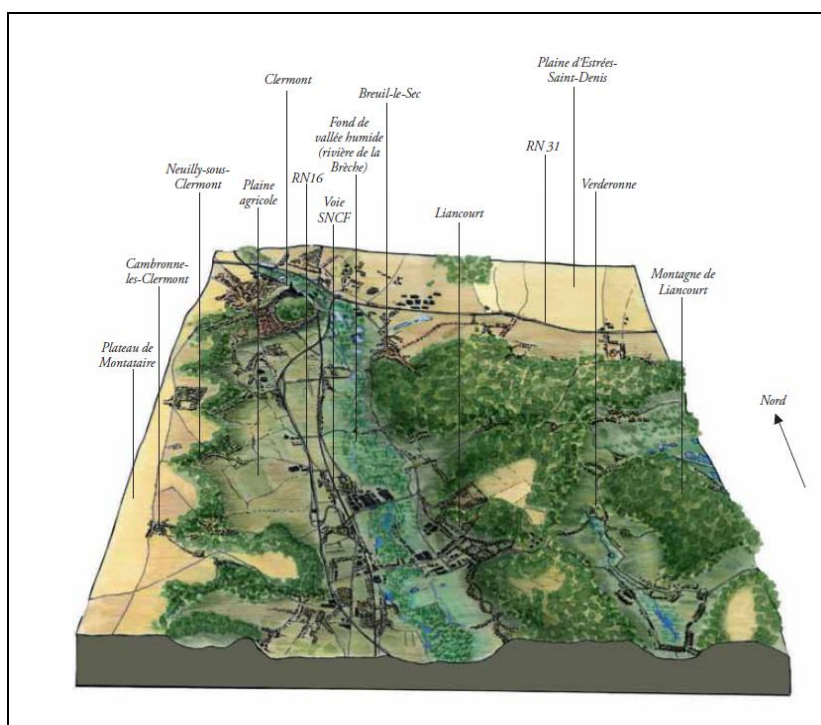 Plaine d'Estrées-
Saint-Denis
Clermont
Breuil-le-Sec
Fond de
vallée humide
(rivière de la
Brèche)
RN 31
Neuilly-sous-
Clermont
Plaine
agricole
RN16
Voie
SNCF
Liancourt
Verderonne
Cambronne-
les-Clermont
Montagne de
Liancourt
Plateau de
Montataire
Nord